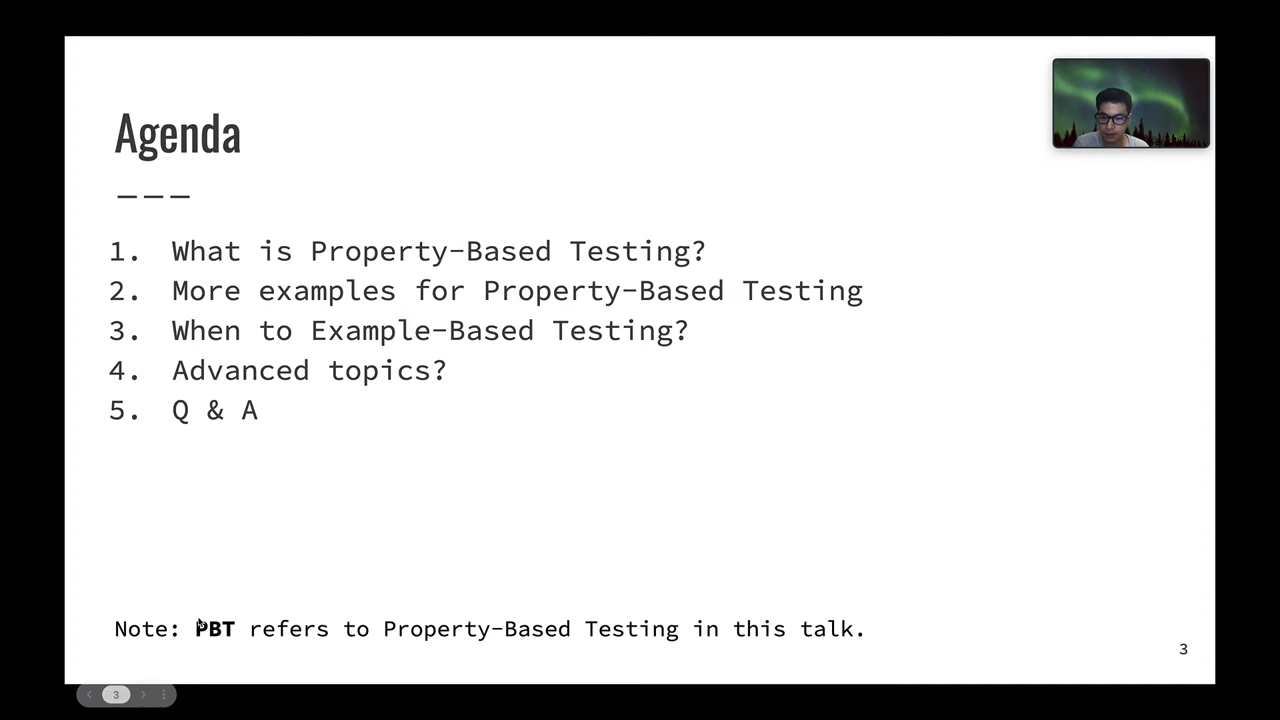 Agenda
———
1. What is Property-Based Testing?
2. More examples for Property-Based Testing
3. When to Example-Based Testing?
4. Advanced topics?
5. Q & A
Note: PBT refers to Property-Based Testing in this talk.
3
3